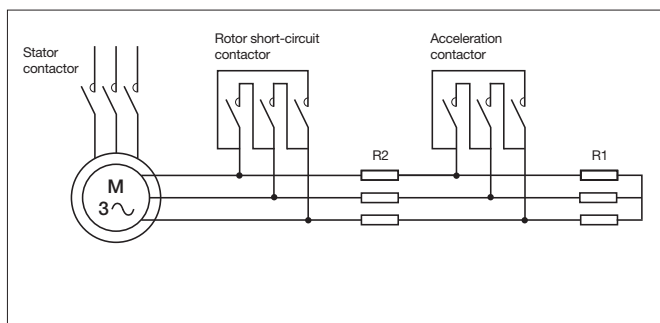 Stator
contactor
Rotor short-circuit
contactor
Acceleration
contactor
R2
R1
M
3～